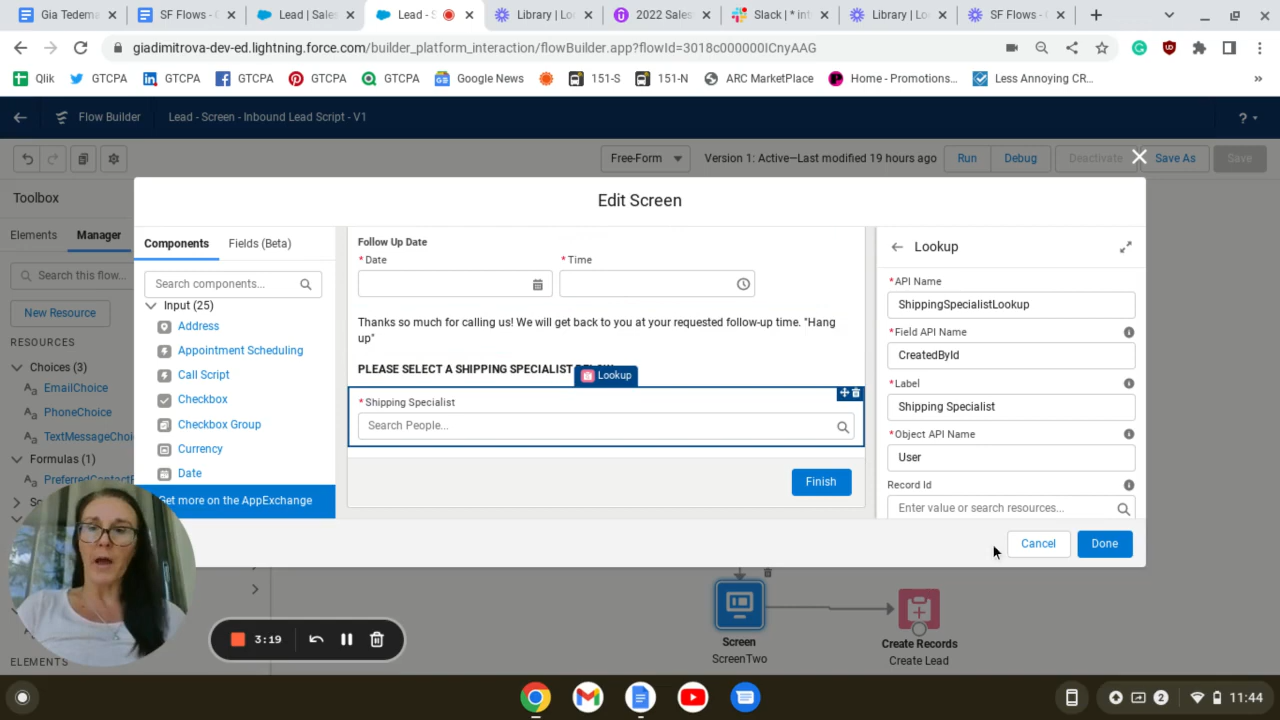 Gia Tedema
SF Flows - G
Lead | Sales
Lead - S
Library | Loo
2022 Sales
Slack | * inf
Library | Lo
SF Flows - C
giadimitrova-dev-ed.lightning.force.com/builder_platform_interaction/flowBuilder.app?flowId=3018c000000ICnyAAG
Qlik
GTCPA
GTCPA
GTCPA
GTCPA
GTCPA
Google News
151-S
151-N
ARC MarketPlace
Home - Promotions...
Less Annoying CR...
»
Flow Builder
Lead - Screen - Inbound Lead Script - V1
?
Free-Form
Version 1: Active—Last modified 19 hours ago
Run
Debug
Deactivate
Save As
Save
Toolbox
Elements
Manager
Search this flow...
New Resource
RESOURCES
Choices (3)
EmailChoice
PhoneChoice
TextMessageChoi
Formulas (1)
PreferredContactF
ELEMENTS
Edit Screen
Components
Fields (Beta)
Search components...
Input (25)
Address
Appointment Scheduling
Call Script
Checkbox
Checkbox Group
Currency
Date
Get more on the AppExchange
Follow Up Date
* Date
* Time
Thanks so much for calling us! We will get back to you at your requested follow-up time. "Hang
up"
PLEASE SELECT A SHIPPING SPECIALIST
Lookup
* Shipping Specialist
Search People...
Finish
Lookup
* API Name
ShippingSpecialistLookup
* Field API Name
CreatedById
* Label
Shipping Specialist
* Object API Name
User
Record Id
Enter value or search resources...
Cancel
Done
Screen
ScreenTwo
Create Records
Create Lead
3:19
2
11:44